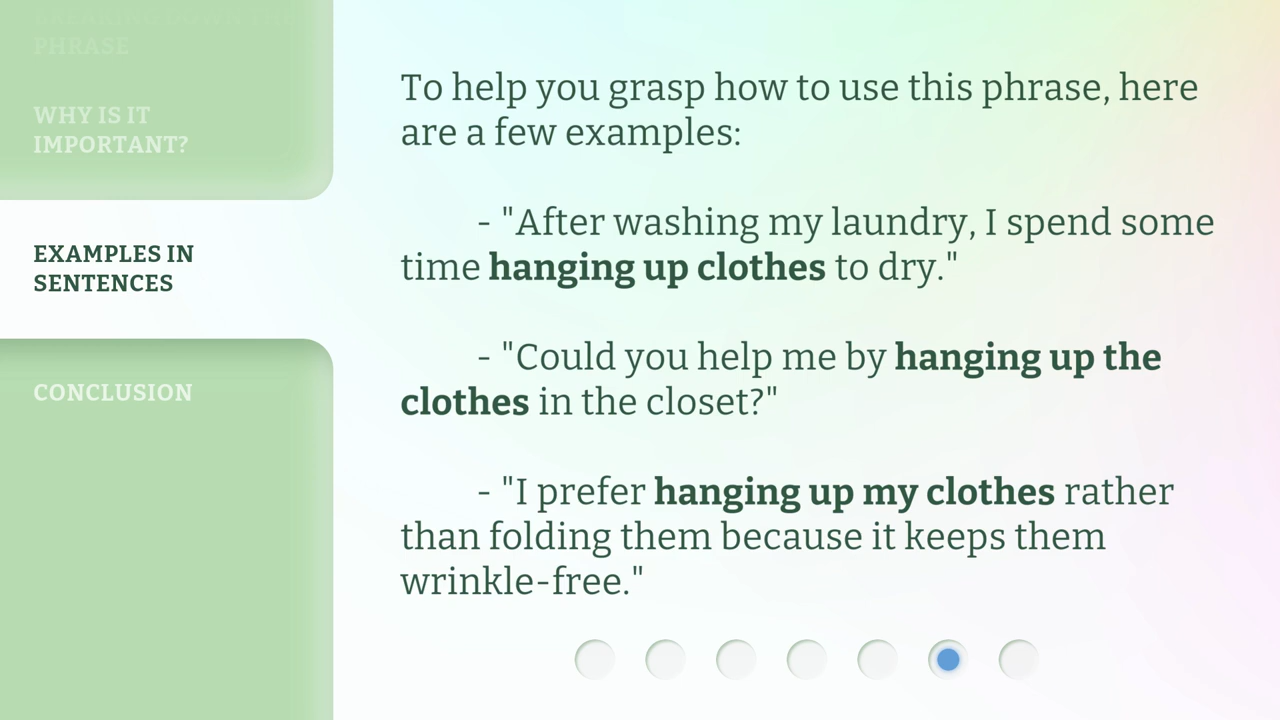 BREAKING DOWN THE
PHRASE
WHY IS IT
IMPORTANT?
EXAMPLES IN
SENTENCES
CONCLUSION
To help you grasp how to use this phrase, here
are a few examples:
- "After washing my laundry, I spend some
time hanging up clothes to dry."
- "Could you help me by hanging up the
clothes in the closet?"
- "I prefer hanging up my clothes rather
than folding them because it keeps them
wrinkle-free."